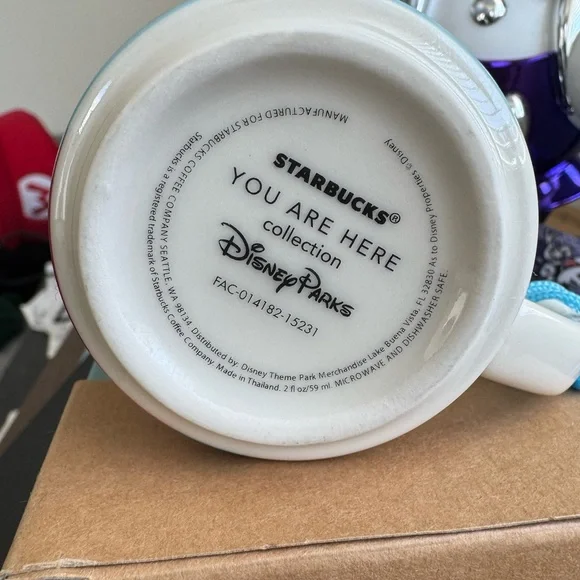 STARBUCKS®
YOU ARE HERE
collection
Disney Parks
FAC-014182-15231
MANUFACTURED FOR STARBUCKS COFFEE COMPANY SEATTLE, WA 98134. Distributed by Disney Theme Park Merchandise Lake Buena Vista, FL 32830 As to Disney Properties © Disney
Starbucks is a registered trademark of Starbucks Coffee Company. Made in Thailand. 2 fl oz/59 ml. MICROWAVE AND DISHWASHER SAFE.